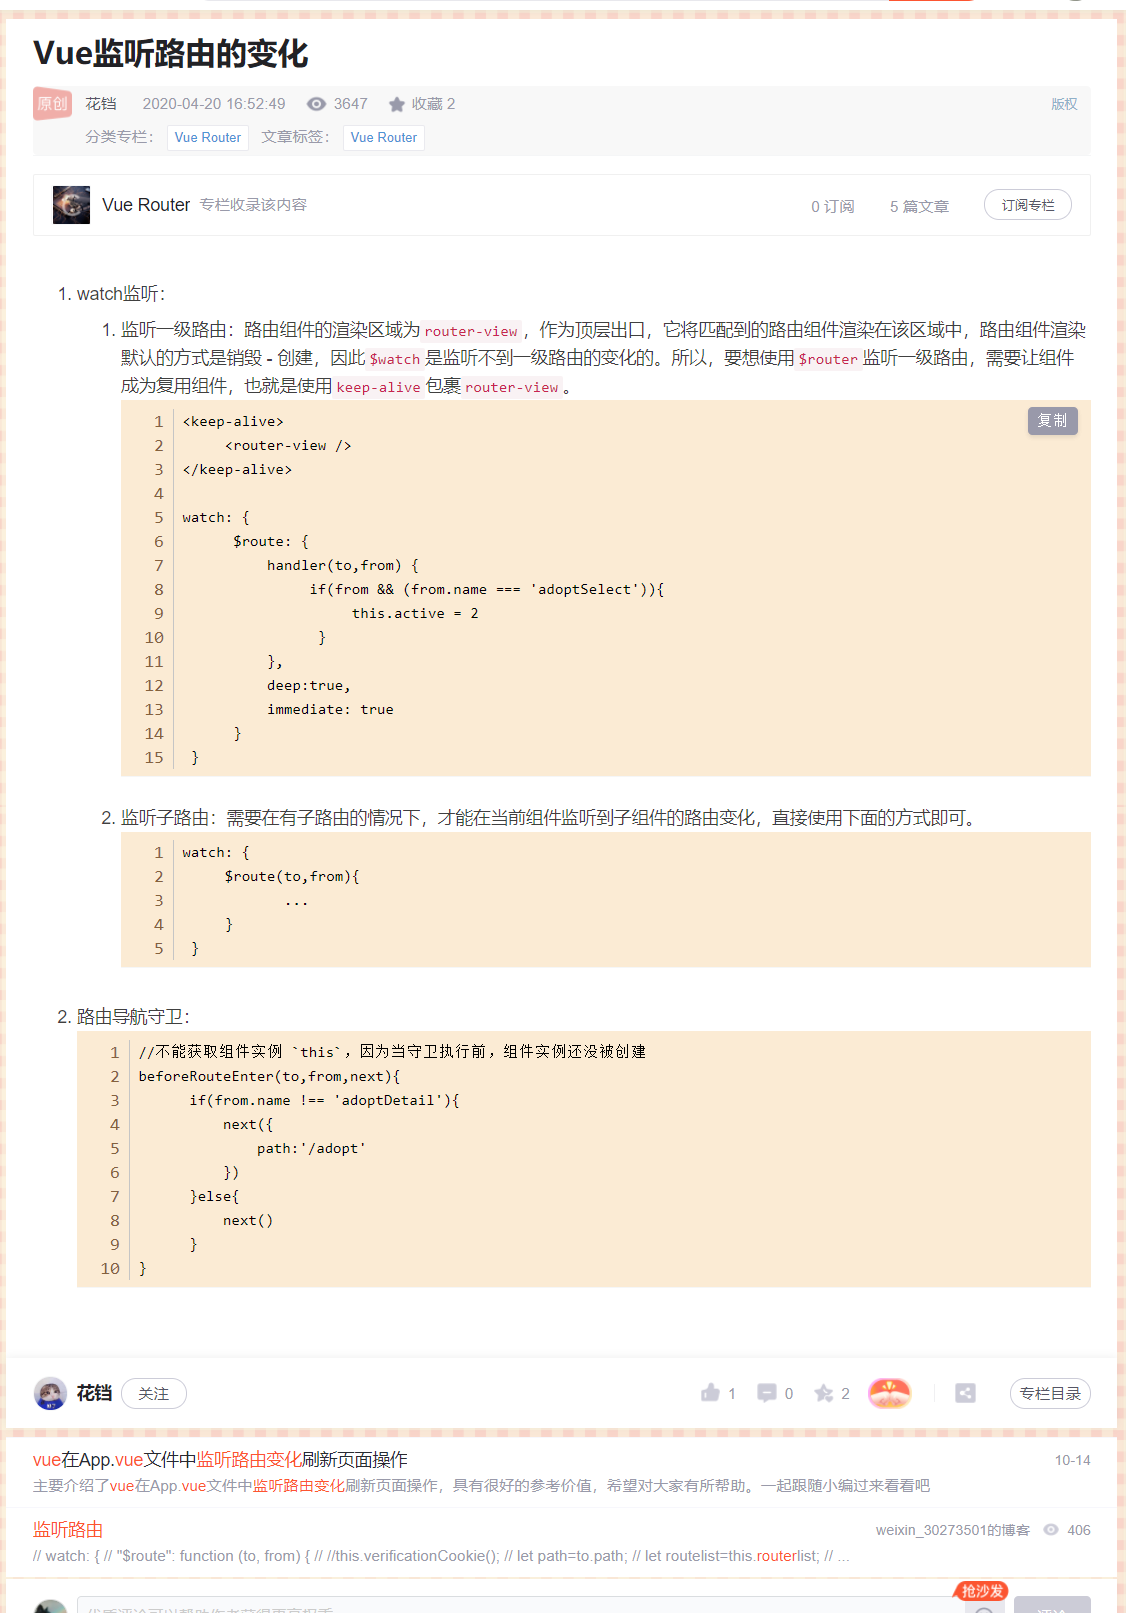 Vue监听路由的变化
原创 花铛 2020-04-20 16:52:49 3647 收藏 2 版权
分类专栏： Vue Router 文章标签： Vue Router
Vue Router 专栏收录该内容 0 订阅 5 篇文章 订阅专栏
1. watch监听：
1. 监听一级路由：路由组件的渲染区域为 router-view ，作为顶层出口，它将匹配到的路由组件渲染在该区域中，路由组件渲染
默认的方式是销毁 - 创建，因此 $watch 是监听不到一级路由的变化的。所以，要想使用 $router 监听一级路由，需要让组件
成为复用组件，也就是使用 keep-alive 包裹 router-view 。
复制
1 <keep-alive>
2 <router-view />
3 </keep-alive>
4
5 watch: {
6 $route: {
7 handler(to,from) {
8 if(from && (from.name === 'adoptSelect')){
9 this.active = 2
10 }
11 },
12 deep:true,
13 immediate: true
14 }
15 }
2. 监听子路由：需要在有子路由的情况下，才能在当前组件监听到子组件的路由变化，直接使用下面的方式即可。
1 watch: {
2 $route(to,from){
3 ...
4 }
5 }
2. 路由导航守卫：
1 //不能获取组件实例 `this`，因为当守卫执行前，组件实例还没被创建
2 beforeRouteEnter(to,from,next){
3 if(from.name !== 'adoptDetail'){
4 next({
5 path:'/adopt'
6 })
7 }else{
8 next()
9 }
10 }
花铛 关注 1 0 2 专栏目录
vue在App.vue文件中监听路由变化刷新页面操作 10-14
主要介绍了vue在App.vue文件中监听路由变化刷新页面操作，具有很好的参考价值，希望对大家有所帮助。一起跟随小编过来看看吧
监听路由 weixin_30273501的博客 406
// watch: { // "$route": function (to, from) { // //this.verificationCookie(); // let path=to.path; // let routelist=this.routerlist; // ...
抢沙发